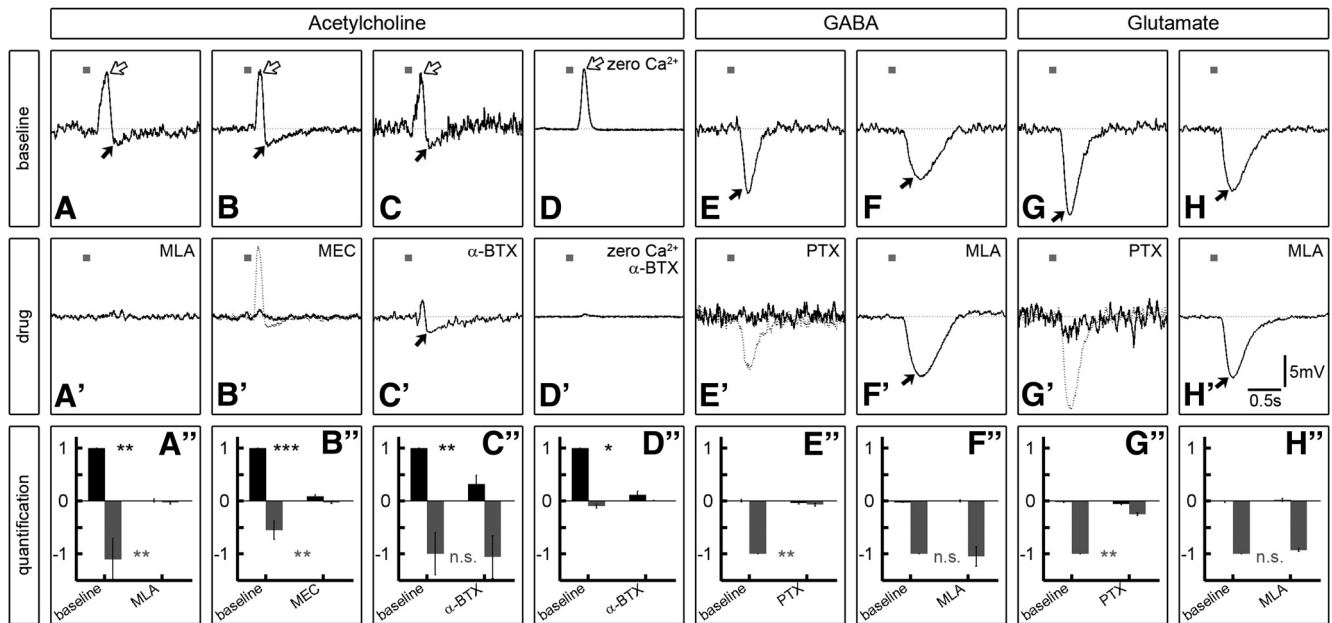 Acetylcholine GABA Glutamate
baseline
zero Ca²⁺
A B C D E F G H
drug
MLA MEC α-BTX zero Ca²⁺ PTX MLA PTX MLA
α-BTX
5mV
0.5s
A’ B’ C’ D’ E’ F’ G’ H’
quantification
A’’ B’’ C’’ D’’ E’’ F’’ G’’ H’’
1 ** 1 *** 1 ** 1 * 1 1 1 1
0 0 0 0 0 0 0 0
-1 ** -1 ** -1 n.s. -1 -1 ** -1 n.s. -1 ** -1 n.s.
baseline MLA baseline MEC baseline α-BTX baseline α-BTX baseline PTX baseline MLA baseline PTX baseline MLA